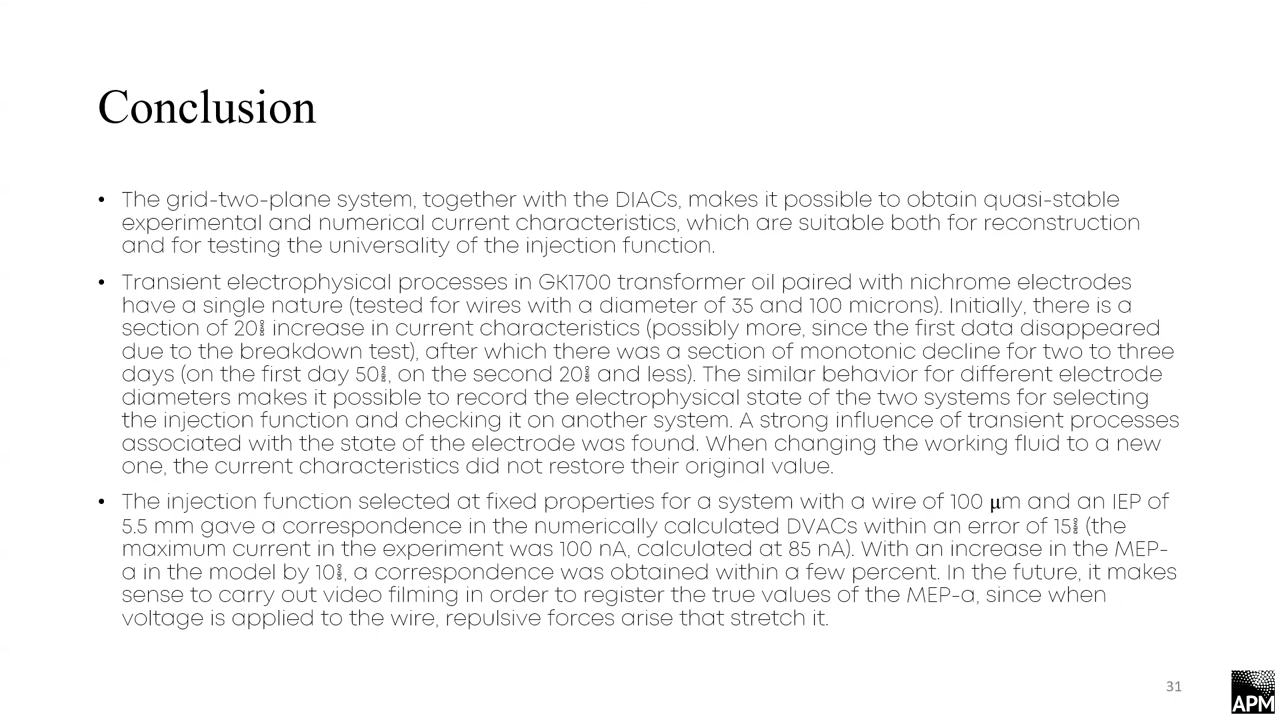 Conclusion
• The grid-two-plane system, together with the DIACs, makes it possible to obtain quasi-stable
experimental and numerical current characteristics, which are suitable both for reconstruction
and for testing the universality of the injection function.
• Transient electrophysical processes in GK1700 transformer oil paired with nichrome electrodes
have a single nature (tested for wires with a diameter of 35 and 100 microns). Initially, there is a
section of 20% increase in current characteristics (possibly more, since the first data disappeared
due to the breakdown test), after which there was a section of monotonic decline for two to three
days (on the first day 50%, on the second 20% and less). The similar behavior for different electrode
diameters makes it possible to record the electrophysical state of the two systems for selecting
the injection function and checking it on another system. A strong influence of transient processes
associated with the state of the electrode was found. When changing the working fluid to a new
one, the current characteristics did not restore their original value.
• The injection function selected at fixed properties for a system with a wire of 100 μm and an IEP of
5.5 mm gave a correspondence in the numerically calculated DVACs within an error of 15% (the
maximum current in the experiment was 100 nA, calculated at 85 nA). With an increase in the MEP-
a in the model by 10%, a correspondence was obtained within a few percent. In the future, it makes
sense to carry out video filming in order to register the true values of the MEP-a, since when
voltage is applied to the wire, repulsive forces arise that stretch it.
31
APM